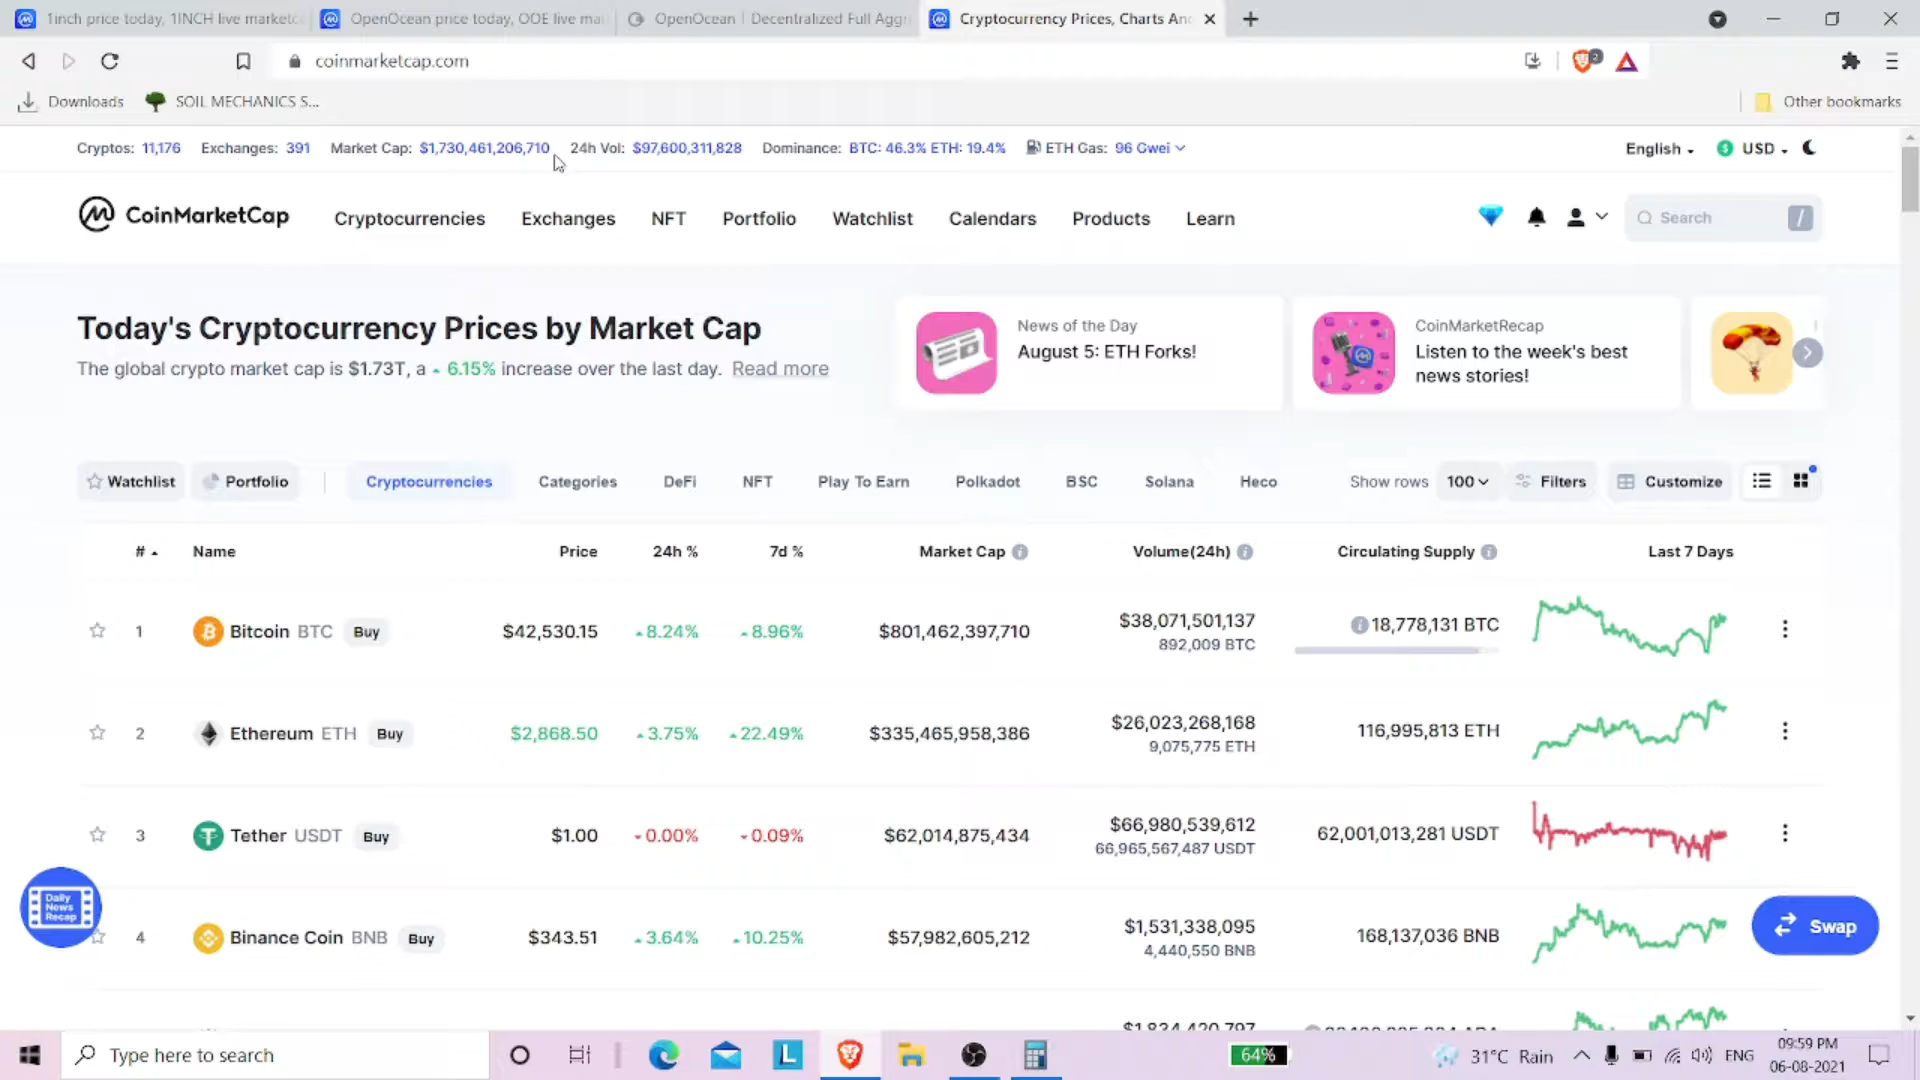 1inch price today, 1INCH live marketc
OpenOcean price today, OOE live mar
OpenOcean | Decentralized Full Aggr
Cryptocurrency Prices, Charts And
coinmarketcap.com
2
Downloads
SOIL MECHANICS S...
Other bookmarks
Cryptos: 11,176 Exchanges: 391 Market Cap: $1,730,461,206,710 24h Vol: $97,600,311,828 Dominance: BTC: 46.3% ETH: 19.4% ETH Gas: 96 Gwei
English
USD
CoinMarketCap
Cryptocurrencies Exchanges NFT Portfolio Watchlist Calendars Products Learn
Search /
Today's Cryptocurrency Prices by Market Cap
The global crypto market cap is $1.73T, a 6.15% increase over the last day. Read more
News of the Day
August 5: ETH Forks!
CoinMarketRecap
Listen to the week's best
news stories!
Watchlist Portfolio Cryptocurrencies Categories DeFi NFT Play To Earn Polkadot BSC Solana Heco Show rows 100 Filters Customize
# Name Price 24h % 7d % Market Cap Volume(24h) Circulating Supply Last 7 Days
1 Bitcoin BTC Buy $42,530.15 8.24% 8.96% $801,462,397,710 $38,071,501,137 18,778,131 BTC
892,009 BTC
2 Ethereum ETH Buy $2,868.50 3.75% 22.49% $335,465,958,386 $26,023,268,168 116,995,813 ETH
9,075,775 ETH
3 Tether USDT Buy $1.00 0.00% 0.09% $62,014,875,434 $66,980,539,612 62,001,013,281 USDT
66,965,567,487 USDT
4 Binance Coin BNB Buy $343.51 3.64% 10.25% $57,982,605,212 $1,531,338,095 168,137,036 BNB
4,440,550 BNB
Daily
News
Recap
Swap
Type here to search
64%
31°C Rain
ENG
09:59 PM
06-08-2021